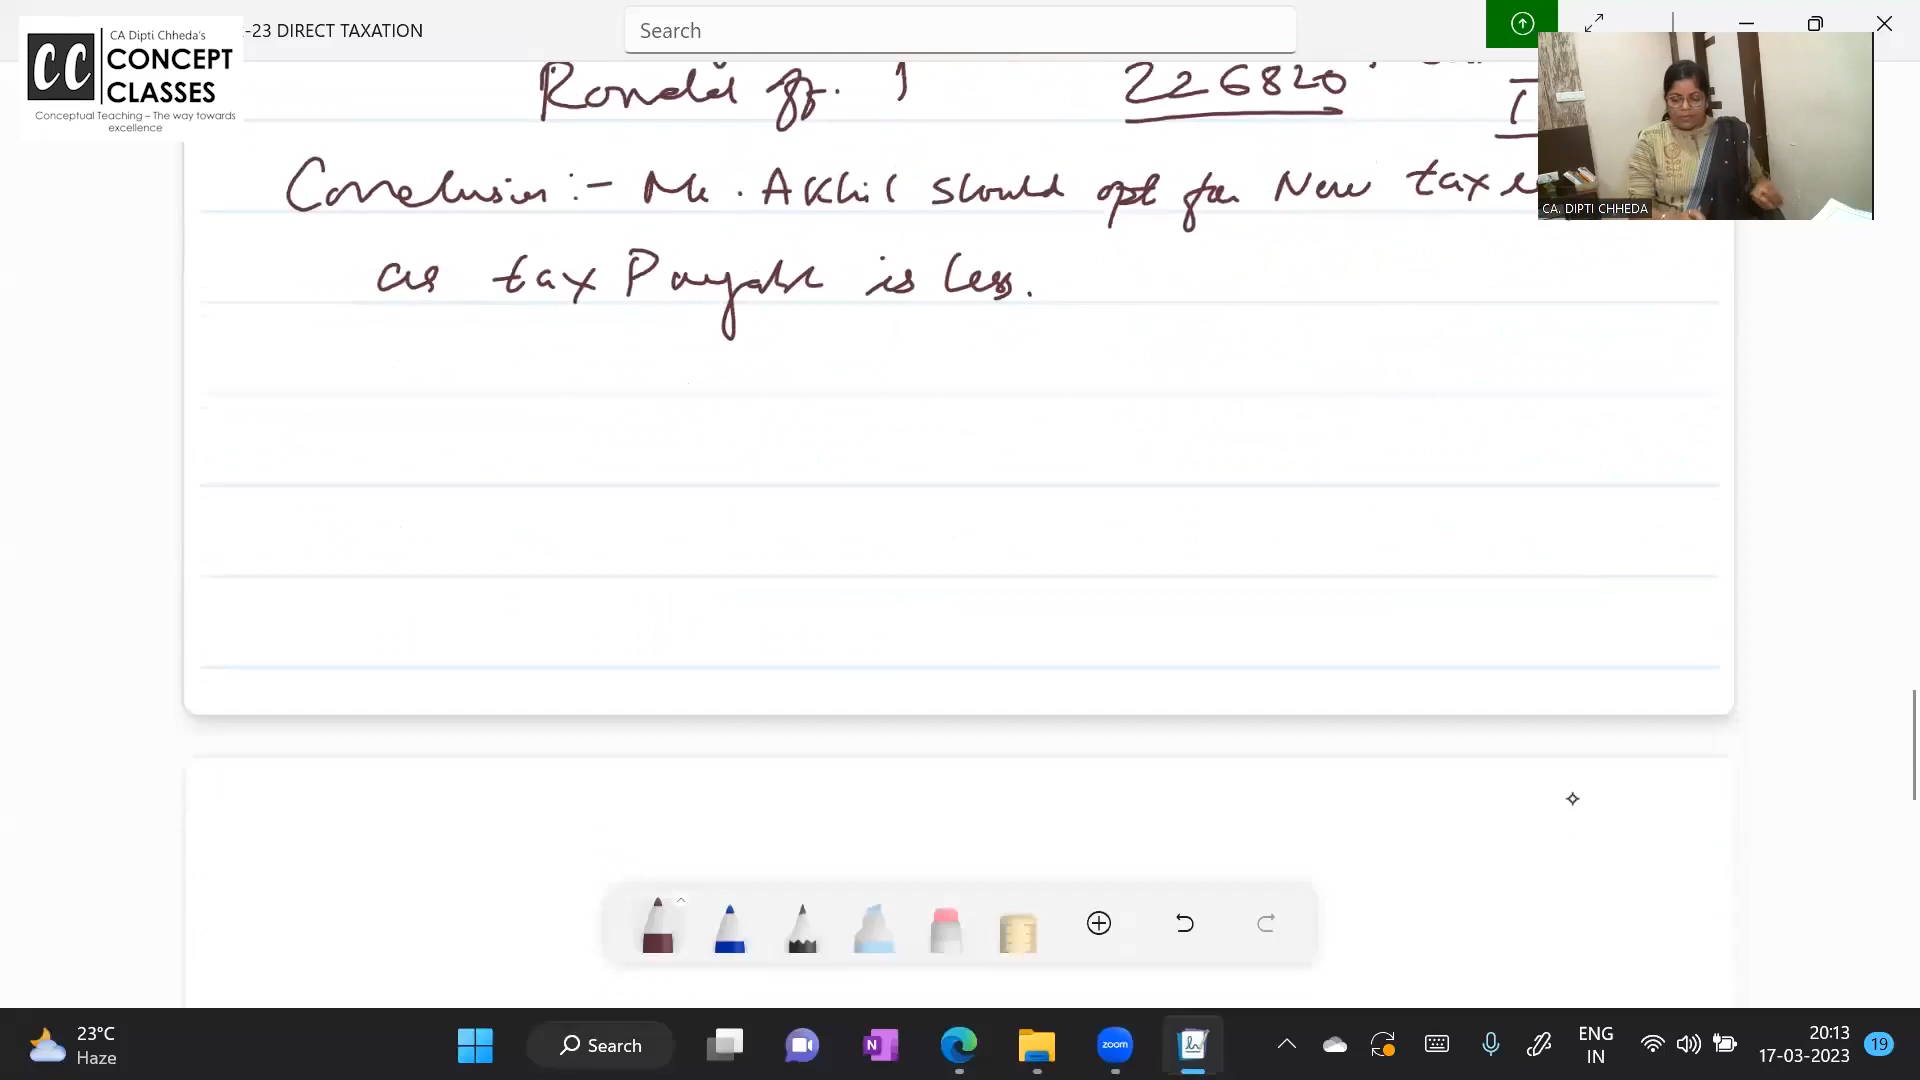 -23 DIRECT TAXATION
Search
CC
CA Dipti Chheda's
CONCEPT
CLASSES
Conceptual Teaching – The way towards
excellence
Rounded off. 226820
Conclusion :- Mr. Akhil should opt for New tax
as tax Payable is Less.
CA. DIPTI CHHEDA
23°C
Haze
Search
N
zoom
ENG
IN
20:13
17-03-2023
19